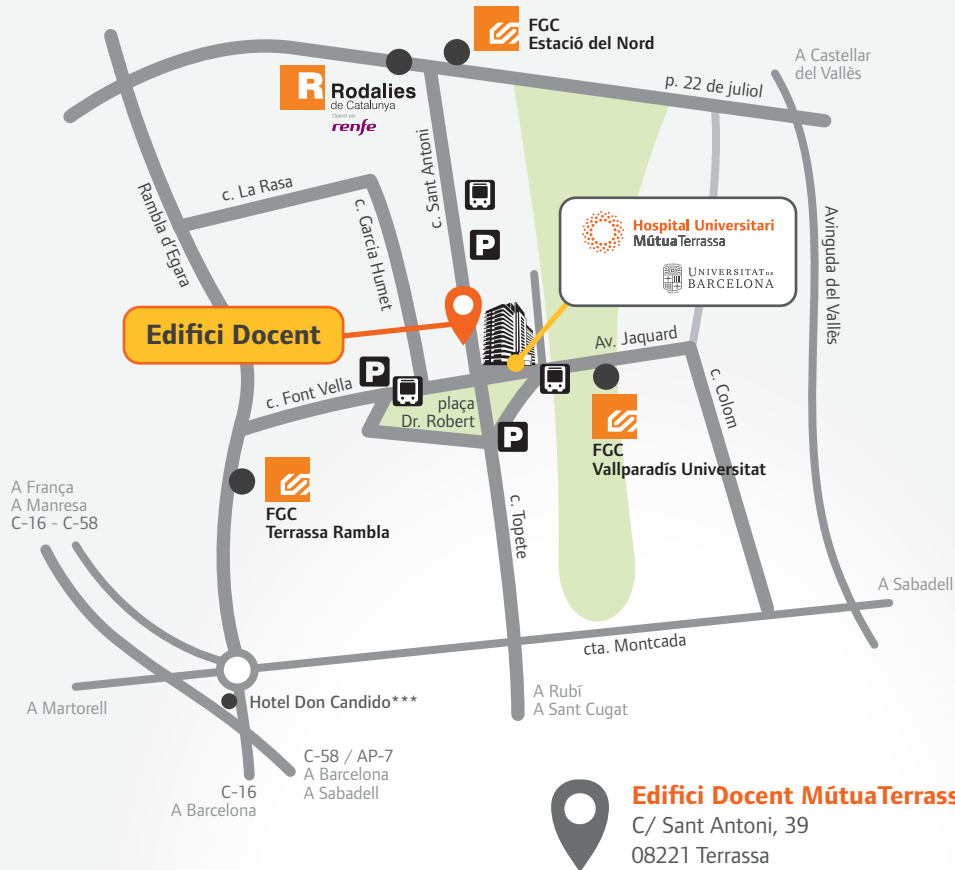 FGC
Estació del Nord
A Castellar
del Vallès
R
Rodalies
de Catalunya
Operat per
renfe
p. 22 de juliol
c. Sant Antoni
c. La Rasa
Rambla d'Egara
c. Garcia Humet
P
Hospital Universitari
MútuaTerrassa
UNIVERSITAT DE
BARCELONA
Avinguda del Vallès
Edifici Docent
Av. Jaquard
P
c. Font Vella
plaça
Dr. Robert
c. Colom
P
FGC
Vallparadís Universitat
FGC
Terrassa Rambla
A França
A Manresa
C-16 - C-58
c. Topete
A Sabadell
cta. Montcada
A Martorell
Hotel Don Candido***
A Rubí
A Sant Cugat
C-58 / AP-7
A Barcelona
A Sabadell
C-16
A Barcelona
Edifici Docent MútuaTerrass
C/ Sant Antoni, 39
08221 Terrassa